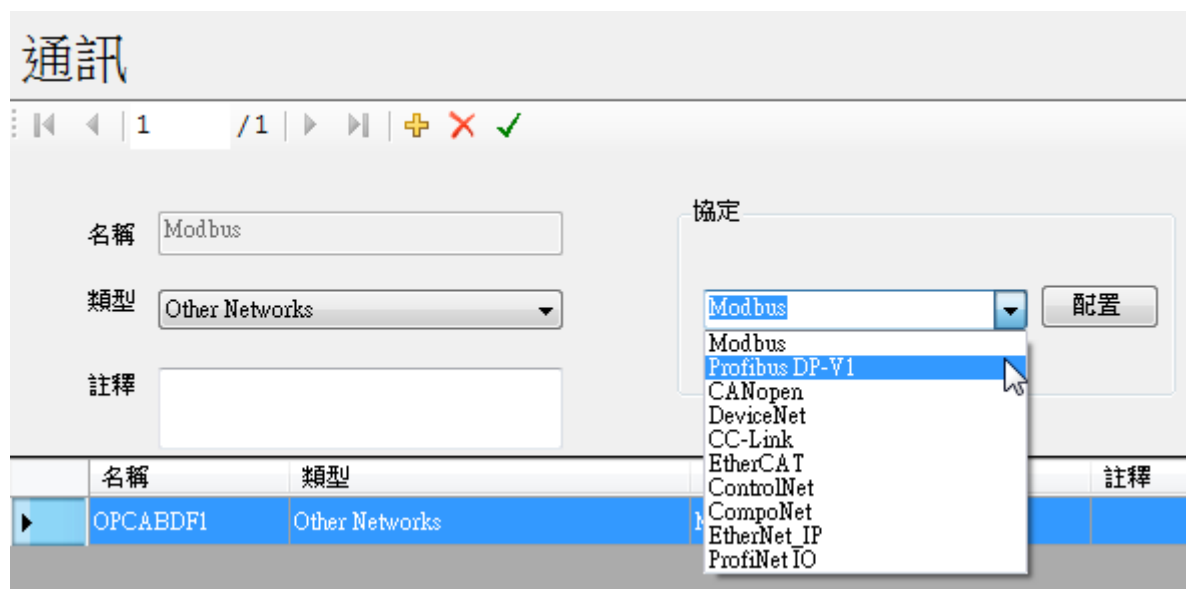 通訊
1 /1
名稱 Modbus
類型 Other Networks
註釋
協定
Modbus 配置
Modbus
Profibus DP-V1
CANopen
DeviceNet
CC-Link
EtherCAT
ControlNet
CompoNet
EtherNet_IP
ProfiNet IO
名稱 類型 註釋
OPCABDF1 Other Networks M